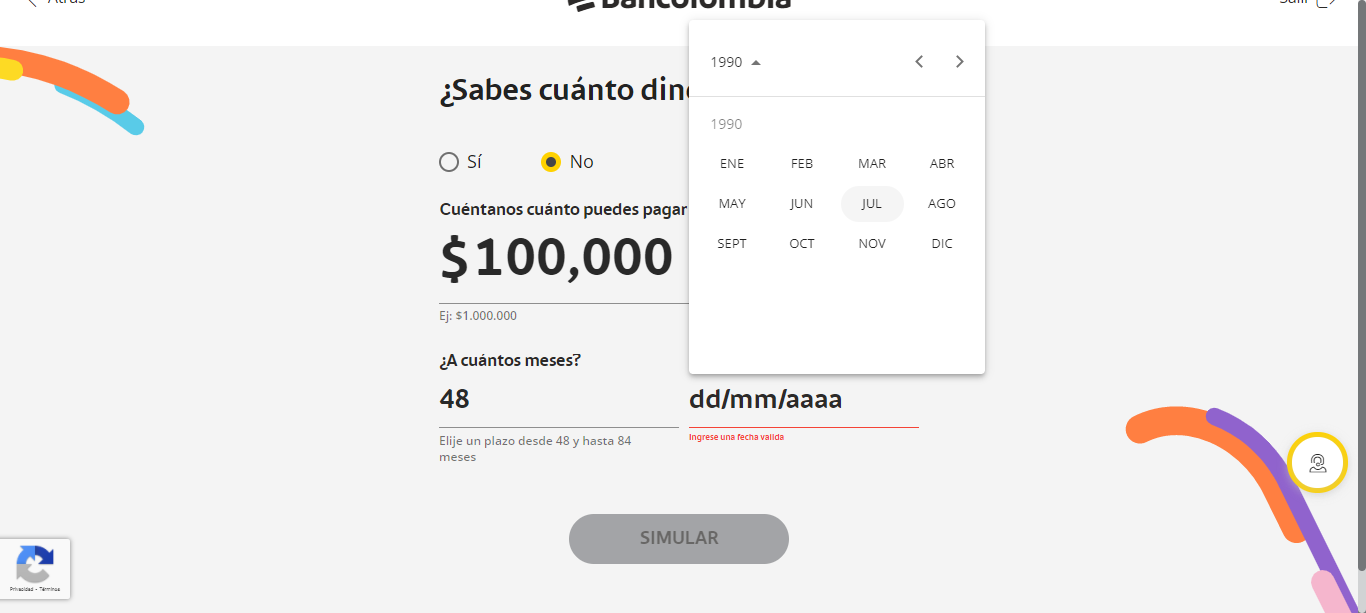 Atrás
Bancolombia
Salir
¿Sabes cuánto din
1990
1990
ENE FEB MAR ABR
MAY JUN JUL AGO
SEPT OCT NOV DIC
Sí No
Cuéntanos cuánto puedes pagar
$100,000
Ej: $1.000.000
¿A cuántos meses?
48
dd/mm/aaaa
Elije un plazo desde 48 y hasta 84
meses
Ingrese una fecha valida
SIMULAR
Privacidad - Términos